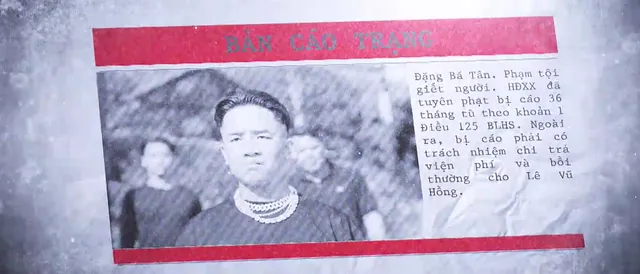 BẢN CÁO TRẠNG
Đặng Bá Tân. Phạm tội
giết người. HĐXX đã
tuyên phạt bị cáo 36
tháng tù theo khoản 1
Điều 125 BLHS. Ngoài
ra, bị cáo phải có
trách nhiệm chi trả
viện phí và bồi
thường cho Lê Vũ
Hồng.